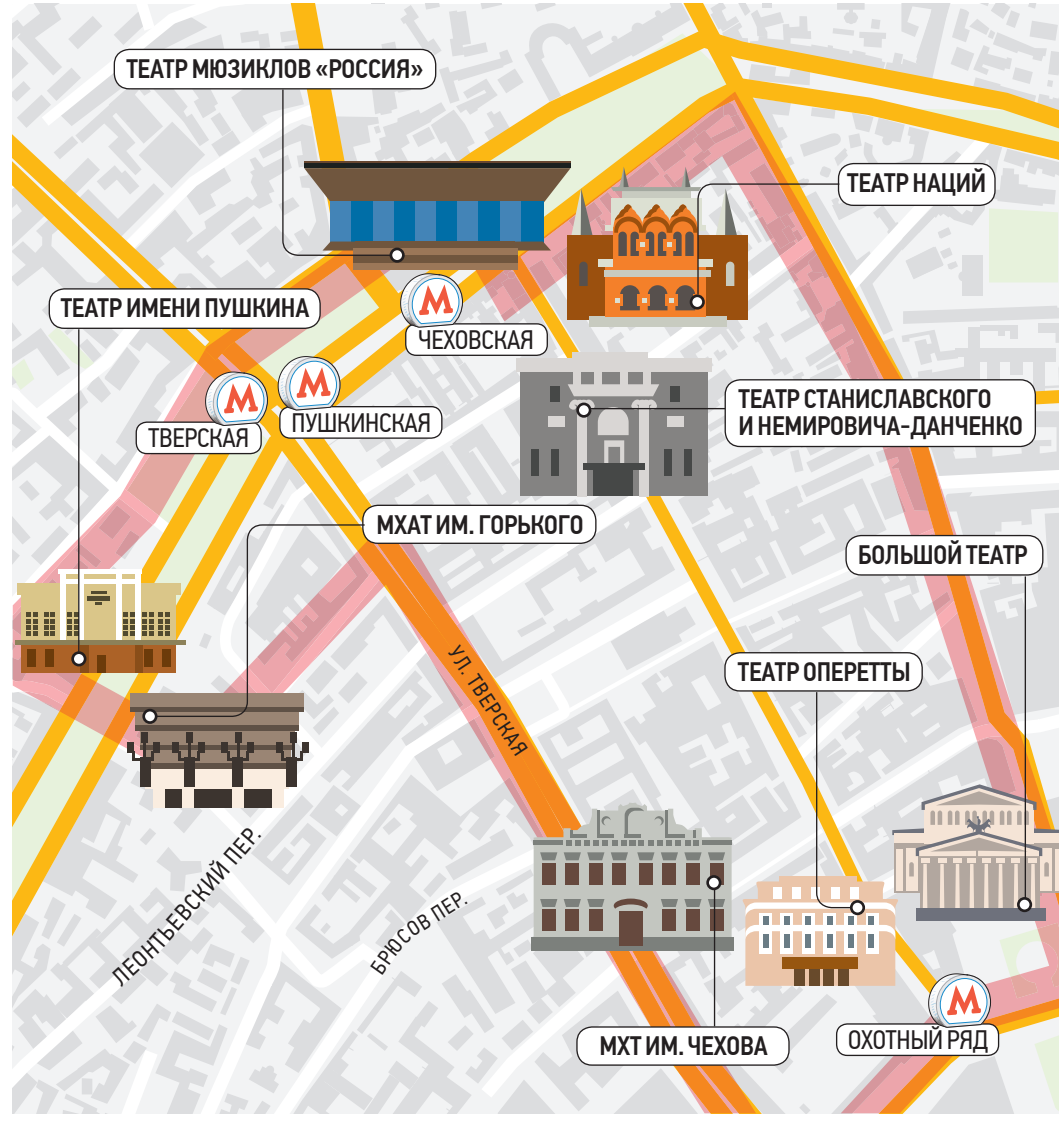 ТЕАТР МЮЗИКЛОВ «РОССИЯ»
ТЕАТР НАЦИЙ
ТЕАТР ИМЕНИ ПУШКИНА
ЧЕХОВСКАЯ
ПУШКИНСКАЯ
ТВЕРСКАЯ
ТЕАТР СТАНИСЛАВСКОГО
И НЕМИРОВИЧА-ДАНЧЕНКО
МХАТ ИМ. ГОРЬКОГО
БОЛЬШОЙ ТЕАТР
ТЕАТР ОПЕРЕТТЫ
УЛ. ТВЕРСКАЯ
ЛЕОНТЬЕВСКИЙ ПЕР.
БРЮСОВ ПЕР.
МХТ ИМ. ЧЕХОВА
ОХОТНЫЙ РЯД